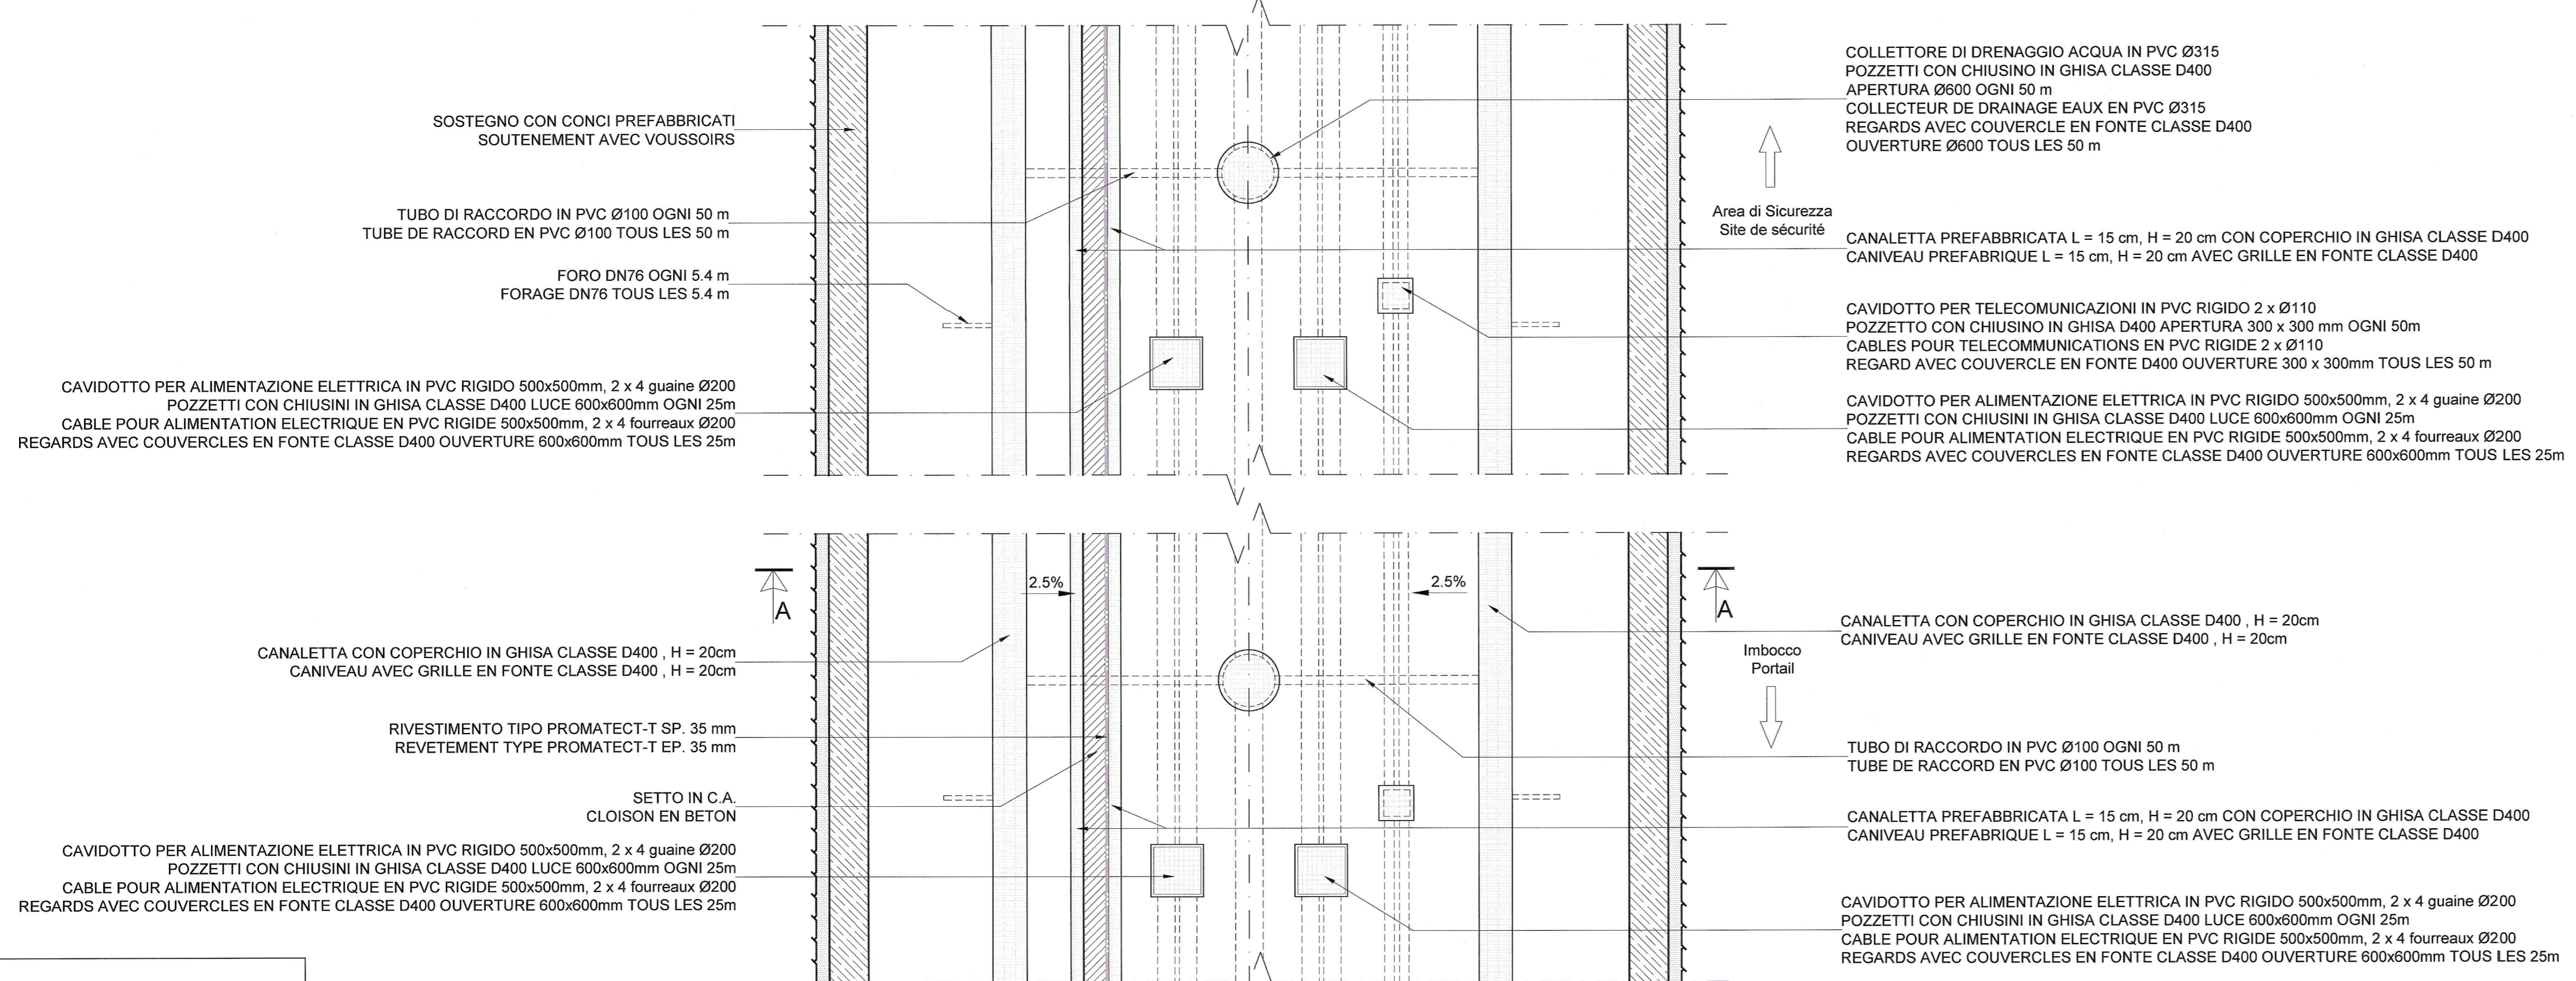 SOSTEGNO CON CONCI PREFABBRICATI
SOUTENEMENT AVEC VOUSSOIRS
TUBO DI RACCORDO IN PVC Ø100 OGNI 50 m
TUBE DE RACCORD EN PVC Ø100 TOUS LES 50 m
FORO DN76 OGNI 5.4 m
FORAGE DN76 TOUS LES 5.4 m
CAVIDOTTO PER ALIMENTAZIONE ELETTRICA IN PVC RIGIDO 500x500mm, 2 x 4 guaine Ø200
POZZETTI CON CHIUSINI IN GHISA CLASSE D400 LUCE 600x600mm OGNI 25m
CABLE POUR ALIMENTATION ELECTRIQUE EN PVC RIGIDE 500x500mm, 2 x 4 fourreaux Ø200
REGARDS AVEC COUVERCLES EN FONTE CLASSE D400 OUVERTURE 600x600mm TOUS LES 25m
COLLETTORE DI DRENAGGIO ACQUA IN PVC Ø315
POZZETTI CON CHIUSINO IN GHISA CLASSE D400
APERTURA Ø600 OGNI 50 m
COLLECTEUR DE DRAINAGE EAUX EN PVC Ø315
REGARDS AVEC COUVERCLE EN FONTE CLASSE D400
OUVERTURE Ø600 TOUS LES 50 m
Area di Sicurezza
Site de sécurité
CANALETTA PREFABBRICATA L = 15 cm, H = 20 cm CON COPERCHIO IN GHISA CLASSE D400
CANIVEAU PREFABRIQUE L = 15 cm, H = 20 cm AVEC GRILLE EN FONTE CLASSE D400
CAVIDOTTO PER TELECOMUNICAZIONI IN PVC RIGIDO 2 x Ø110
POZZETTO CON CHIUSINO IN GHISA D400 APERTURA 300 x 300 mm OGNI 50m
CABLES POUR TELECOMMUNICATIONS EN PVC RIGIDE 2 x Ø110
REGARD AVEC COUVERCLE EN FONTE D400 OUVERTURE 300 x 300mm TOUS LES 50 m
CAVIDOTTO PER ALIMENTAZIONE ELETTRICA IN PVC RIGIDO 500x500mm, 2 x 4 guaine Ø200
POZZETTI CON CHIUSINI IN GHISA CLASSE D400 LUCE 600x600mm OGNI 25m
CABLE POUR ALIMENTATION ELECTRIQUE EN PVC RIGIDE 500x500mm, 2 x 4 fourreaux Ø200
REGARDS AVEC COUVERCLES EN FONTE CLASSE D400 OUVERTURE 600x600mm TOUS LES 25m
A
2.5%
2.5%
A
CANALETTA CON COPERCHIO IN GHISA CLASSE D400 , H = 20cm
CANIVEAU AVEC GRILLE EN FONTE CLASSE D400 , H = 20cm
RIVESTIMENTO TIPO PROMATECT-T SP. 35 mm
REVETEMENT TYPE PROMATECT-T EP. 35 mm
SETTO IN C.A.
CLOISON EN BETON
CAVIDOTTO PER ALIMENTAZIONE ELETTRICA IN PVC RIGIDO 500x500mm, 2 x 4 guaine Ø200
POZZETTI CON CHIUSINI IN GHISA CLASSE D400 LUCE 600x600mm OGNI 25m
CABLE POUR ALIMENTATION ELECTRIQUE EN PVC RIGIDE 500x500mm, 2 x 4 fourreaux Ø200
REGARDS AVEC COUVERCLES EN FONTE CLASSE D400 OUVERTURE 600x600mm TOUS LES 25m
CANALETTA CON COPERCHIO IN GHISA CLASSE D400 , H = 20cm
CANIVEAU AVEC GRILLE EN FONTE CLASSE D400 , H = 20cm
Imbocco
Portail
TUBO DI RACCORDO IN PVC Ø100 OGNI 50 m
TUBE DE RACCORD EN PVC Ø100 TOUS LES 50 m
CANALETTA PREFABBRICATA L = 15 cm, H = 20 cm CON COPERCHIO IN GHISA CLASSE D400
CANIVEAU PREFABRIQUE L = 15 cm, H = 20 cm AVEC GRILLE EN FONTE CLASSE D400
CAVIDOTTO PER ALIMENTAZIONE ELETTRICA IN PVC RIGIDO 500x500mm, 2 x 4 guaine Ø200
POZZETTI CON CHIUSINI IN GHISA CLASSE D400 LUCE 600x600mm OGNI 25m
CABLE POUR ALIMENTATION ELECTRIQUE EN PVC RIGIDE 500x500mm, 2 x 4 fourreaux Ø200
REGARDS AVEC COUVERCLES EN FONTE CLASSE D400 OUVERTURE 600x600mm TOUS LES 25m